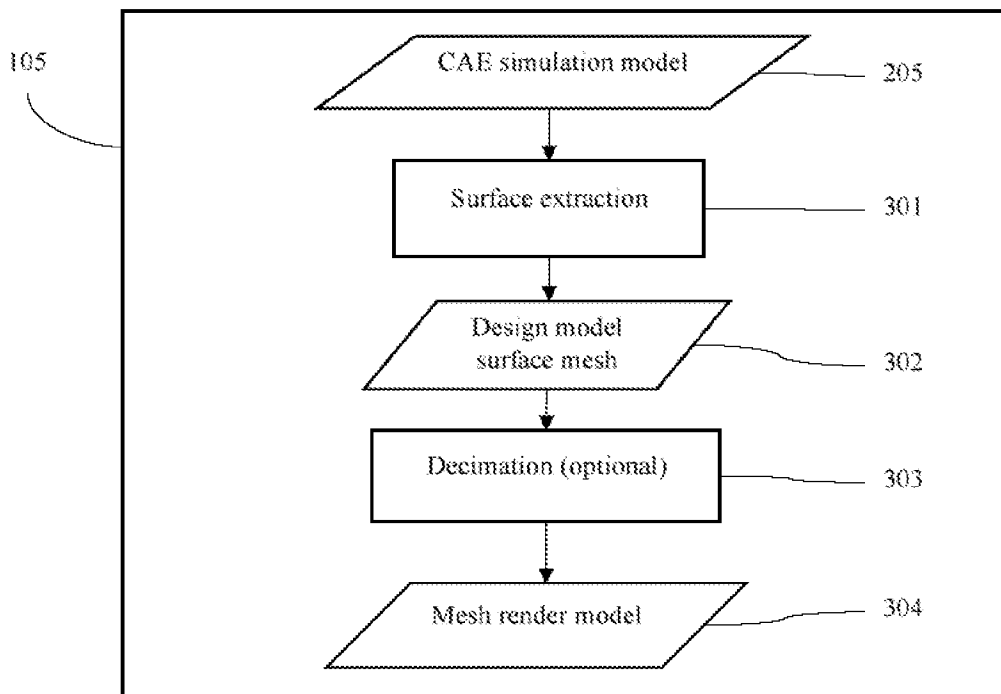 105
CAE simulation model
205
Surface extraction
301
Design model
surface mesh
302
Decimation (optional)
303
Mesh render model
304